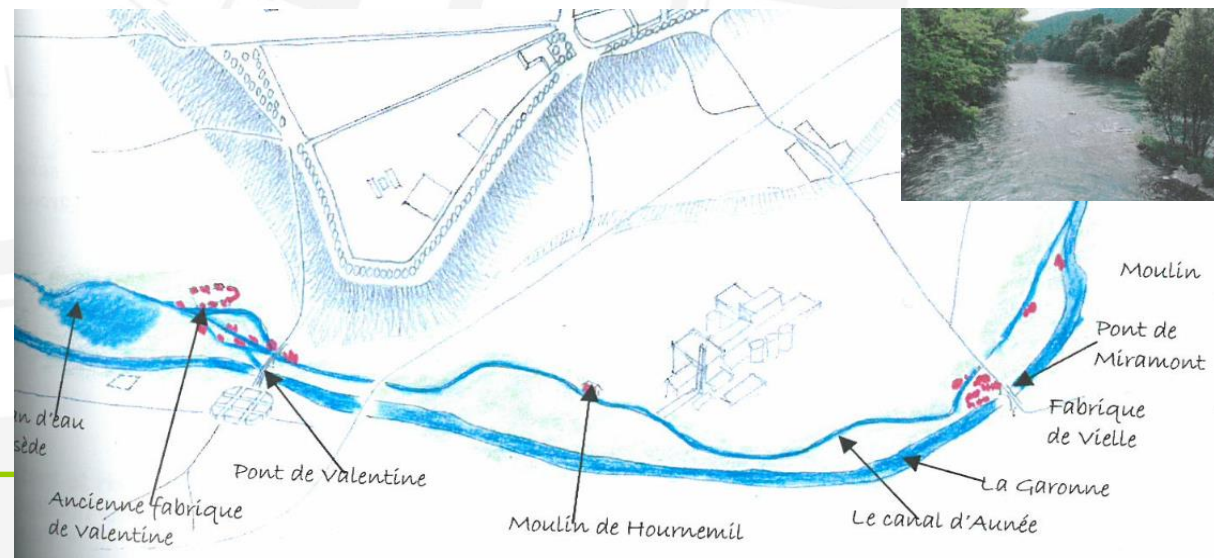 Moulin
Pont de
Miramont
Fabrique
de Vielle
La Garonne
Le canal d'Aunée
Moulin de Hournemil
Pont de Valentine
Ancienne fabrique
de Valentine
d'eau